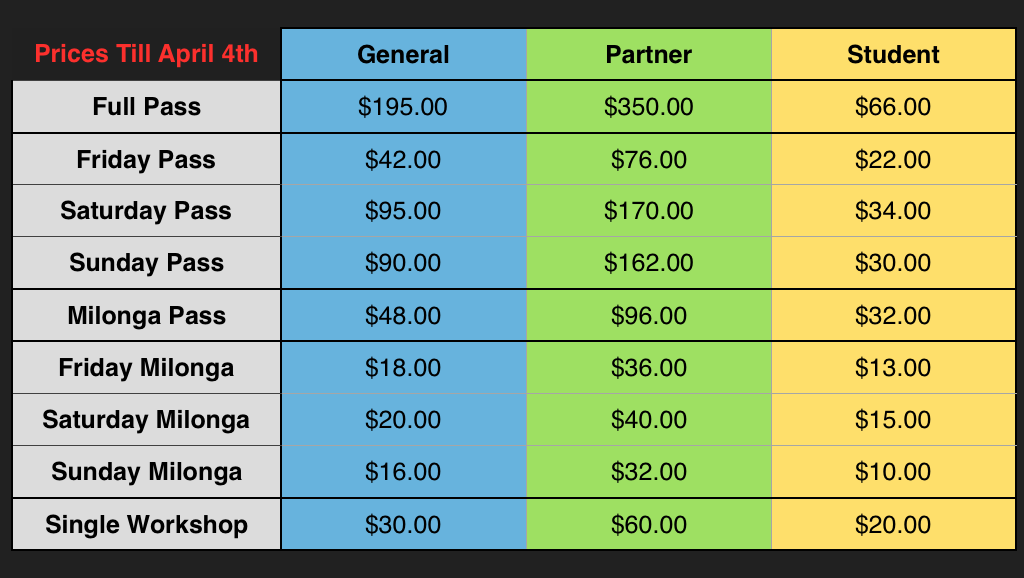 Prices Till April 4th General Partner Student
Full Pass $195.00 $350.00 $66.00
Friday Pass $42.00 $76.00 $22.00
Saturday Pass $95.00 $170.00 $34.00
Sunday Pass $90.00 $162.00 $30.00
Milonga Pass $48.00 $96.00 $32.00
Friday Milonga $18.00 $36.00 $13.00
Saturday Milonga $20.00 $40.00 $15.00
Sunday Milonga $16.00 $32.00 $10.00
Single Workshop $30.00 $60.00 $20.00